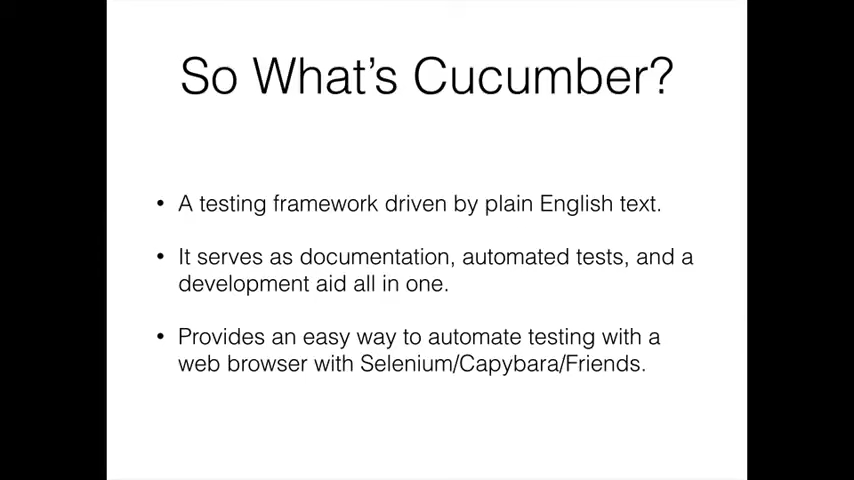 So What’s Cucumber?
• A testing framework driven by plain English text.
• It serves as documentation, automated tests, and a
development aid all in one.
• Provides an easy way to automate testing with a
web browser with Selenium/Capybara/Friends.